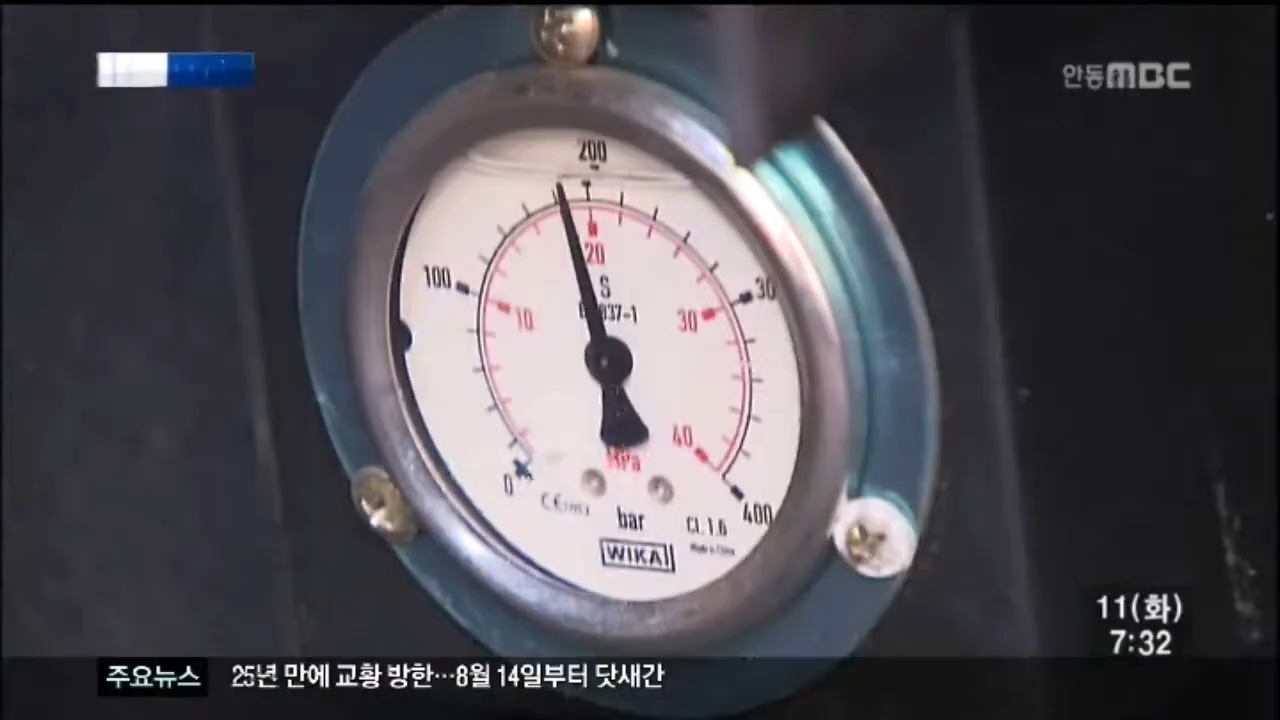 안동MBC
200
20
S
100
10
30
30
40
MPa
0
bar
CL. 1.6
400
WIKA
11(화)
7:32
주요뉴스 25년 만에 교황 방한…8월 14일부터 닷새간